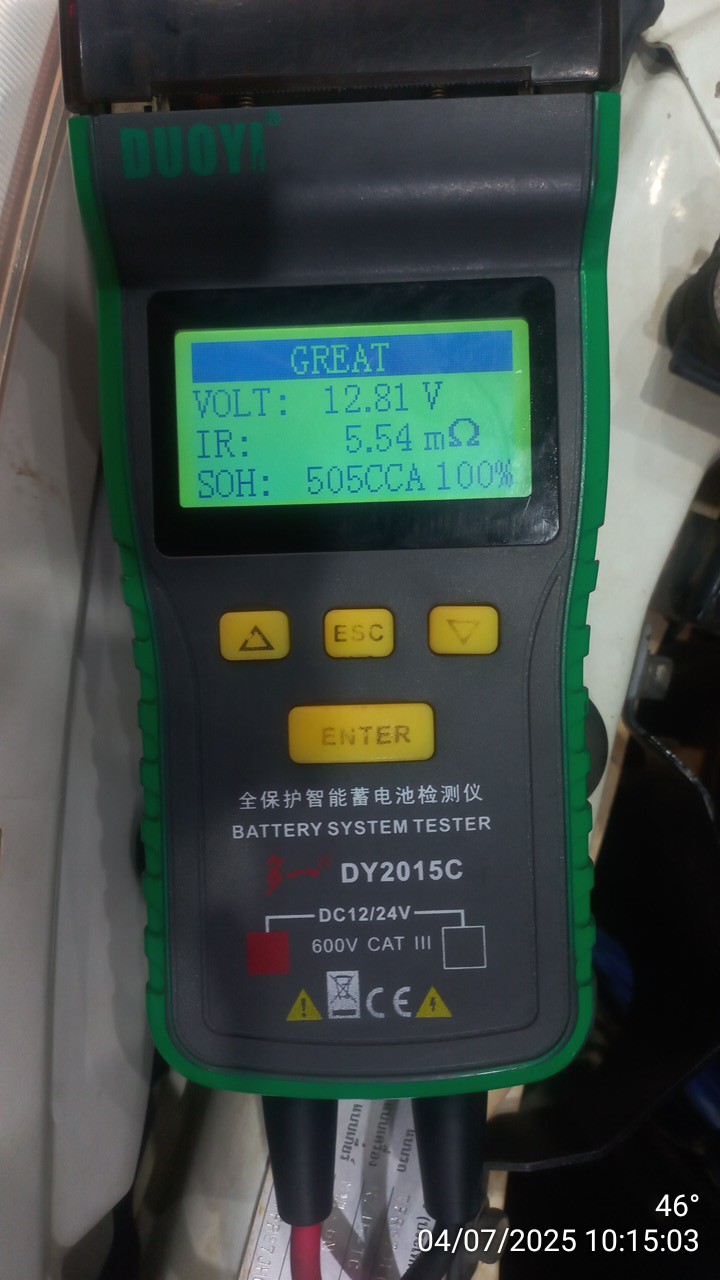 DUOYI
GREAT
VOLT: 12.81 V
IR: 5.54 mΩ
SOH: 505CCA 100%
ESC
ENTER
全保护智能蓄电池检测仪
BATTERY SYSTEM TESTER
多一® DY2015C
DC12/24V
600V CAT III
CE
46°
04/07/2025 10:15:03